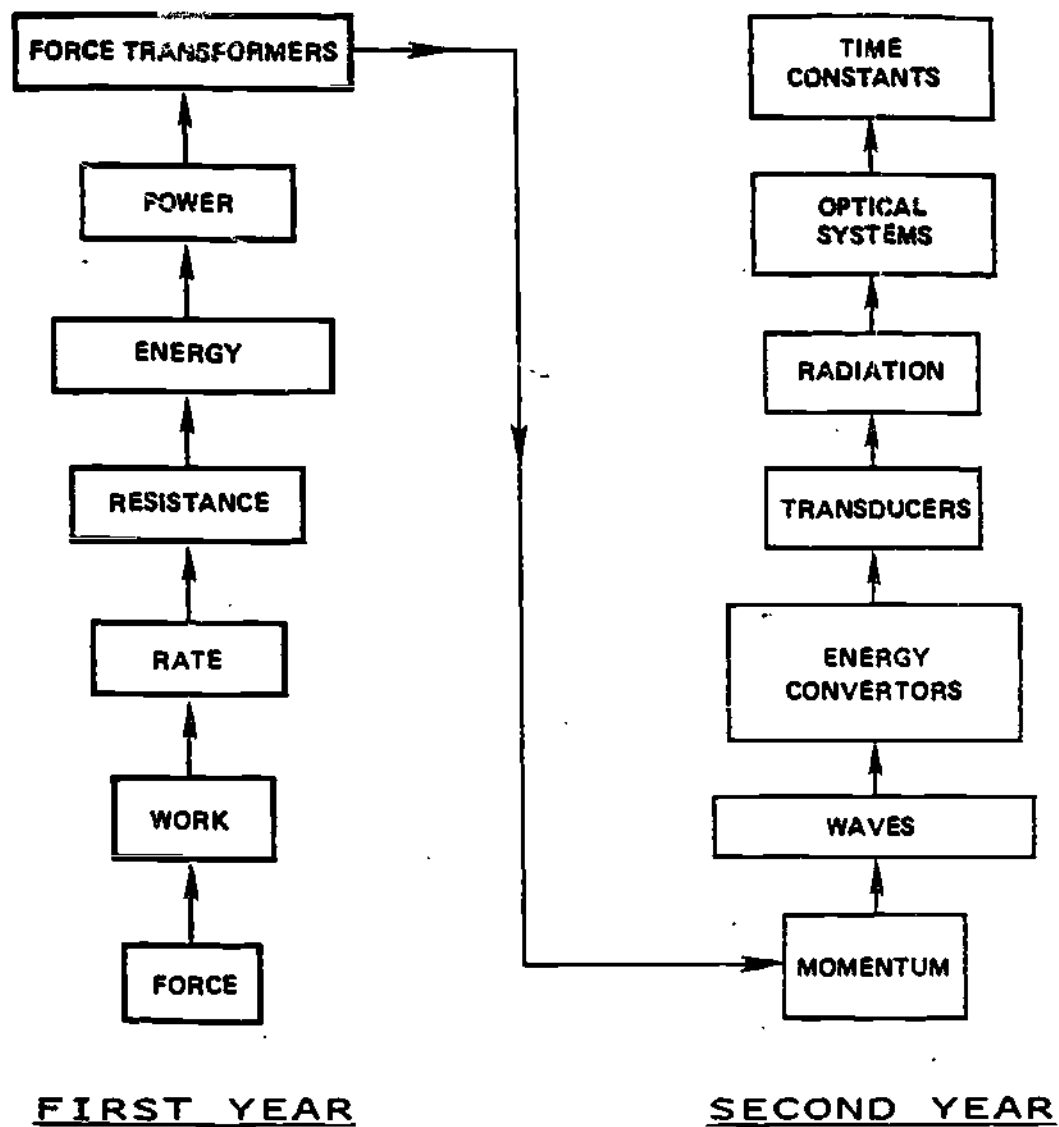 FORCE TRANSFORMERS
POWER
ENERGY
RESISTANCE
RATE
WORK
FORCE
FIRST YEAR
TIME
CONSTANTS
OPTICAL
SYSTEMS
RADIATION
TRANSDUCERS
ENERGY
CONVERTORS
WAVES
MOMENTUM
SECOND YEAR